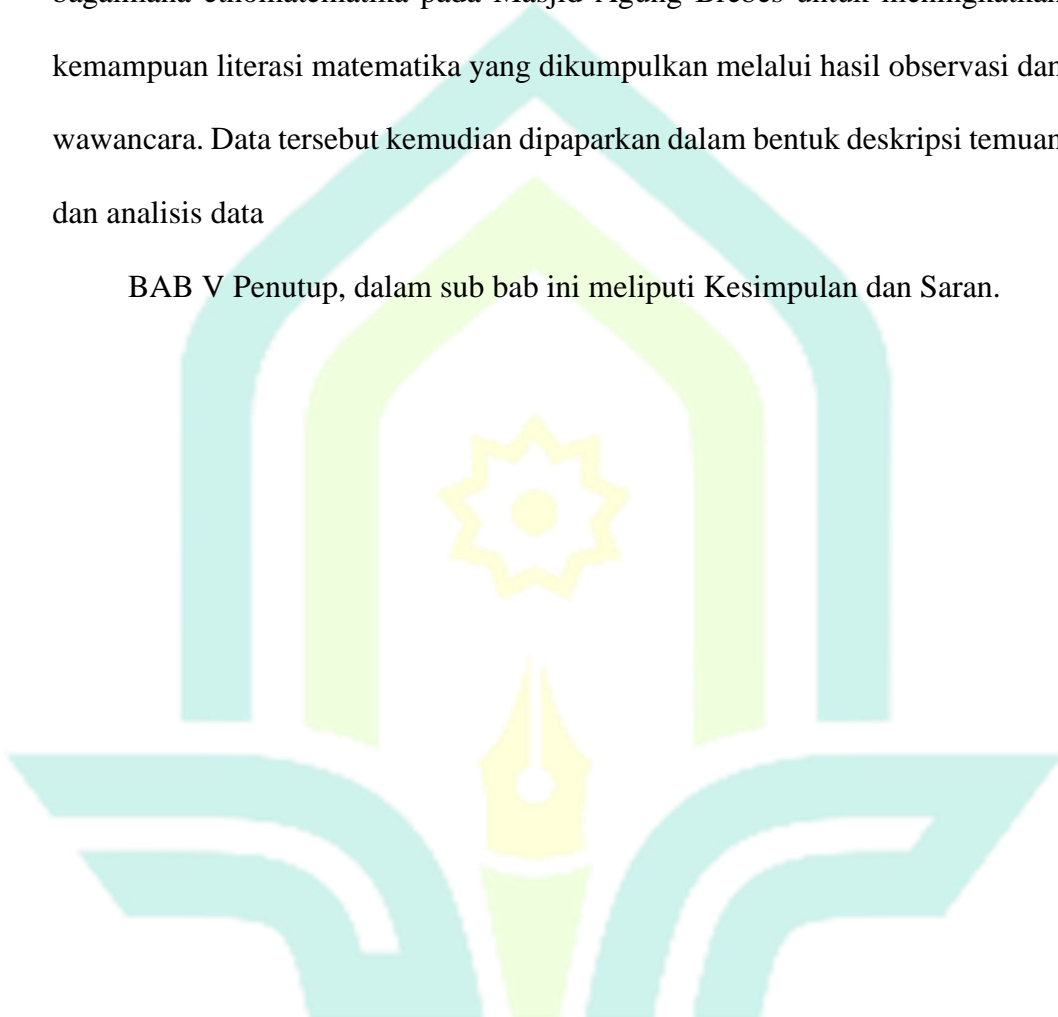 bagaimana etnomatematika pada Masjid Agung Brebes untuk meningkatkan
kemampuan literasi matematika yang dikumpulkan melalui hasil observasi dan
wawancara. Data tersebut kemudian dipaparkan dalam bentuk deskripsi temuan
dan analisis data
BAB V Penutup, dalam sub bab ini meliputi Kesimpulan dan Saran.